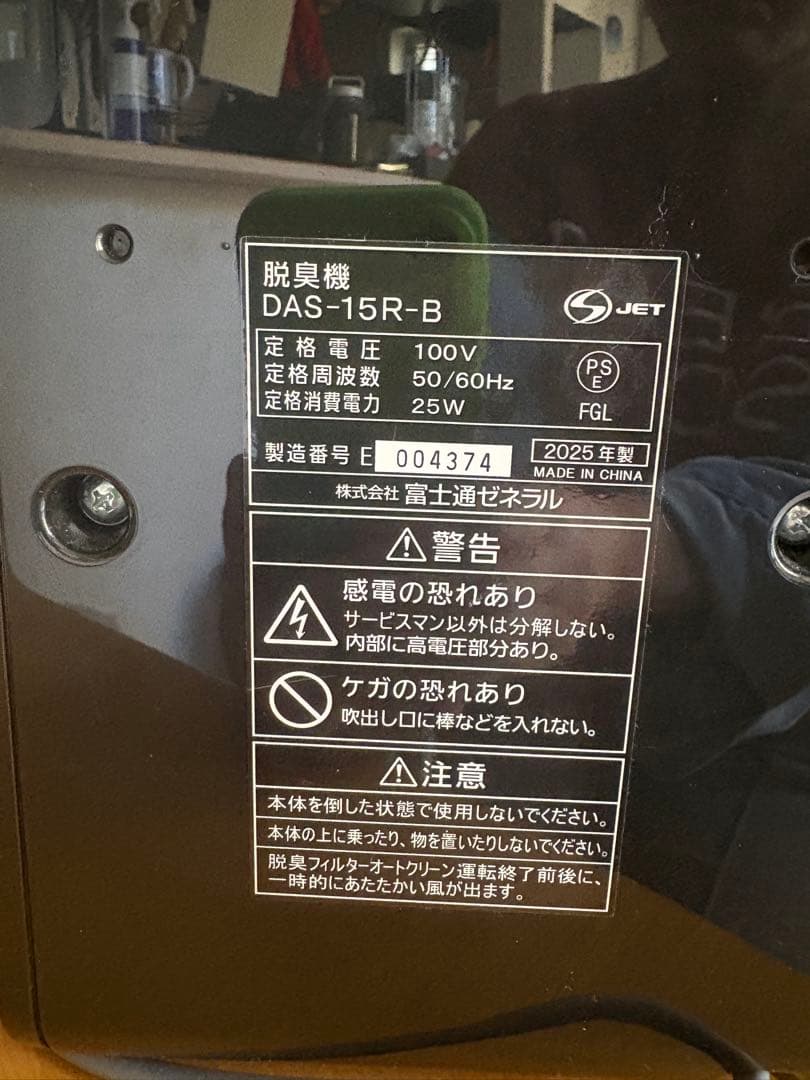 脱臭機
DAS-15R-B
S JET
定格電圧 100V
定格周波数 50/60Hz
定格消費電力 25W
PS
E
FGL
製造番号 E 004374
2025年製
MADE IN CHINA
株式会社 富士通ゼネラル
警告
感電の恐れあり
サービスマン以外は分解しない。
内部に高電圧部分あり。
ケガの恐れあり
吹出し口に棒などを入れない。
注意
本体を倒した状態で使用しないでください。
本体の上に乗ったり、物を置いたりしないでください。
脱臭フィルターオートクリーン運転終了前後に、
一時的にあたたかい風が出ます。